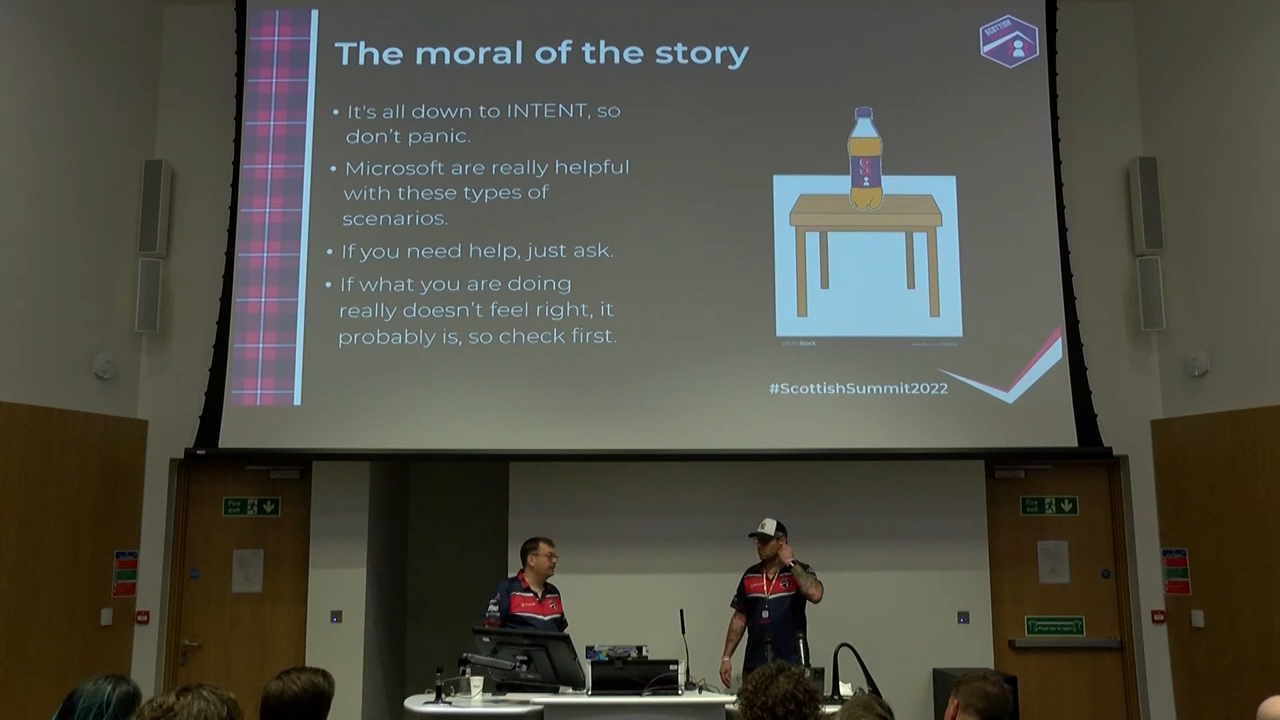 SCOTTISH
The moral of the story
• It's all down to INTENT, so
don't panic.
• Microsoft are really helpful
with these types of
scenarios.
• If you need help, just ask.
• If what you are doing
really doesn't feel right, it
probably is, so check first.
#ScottishSummit2022
Fire
exit
Fire
exit